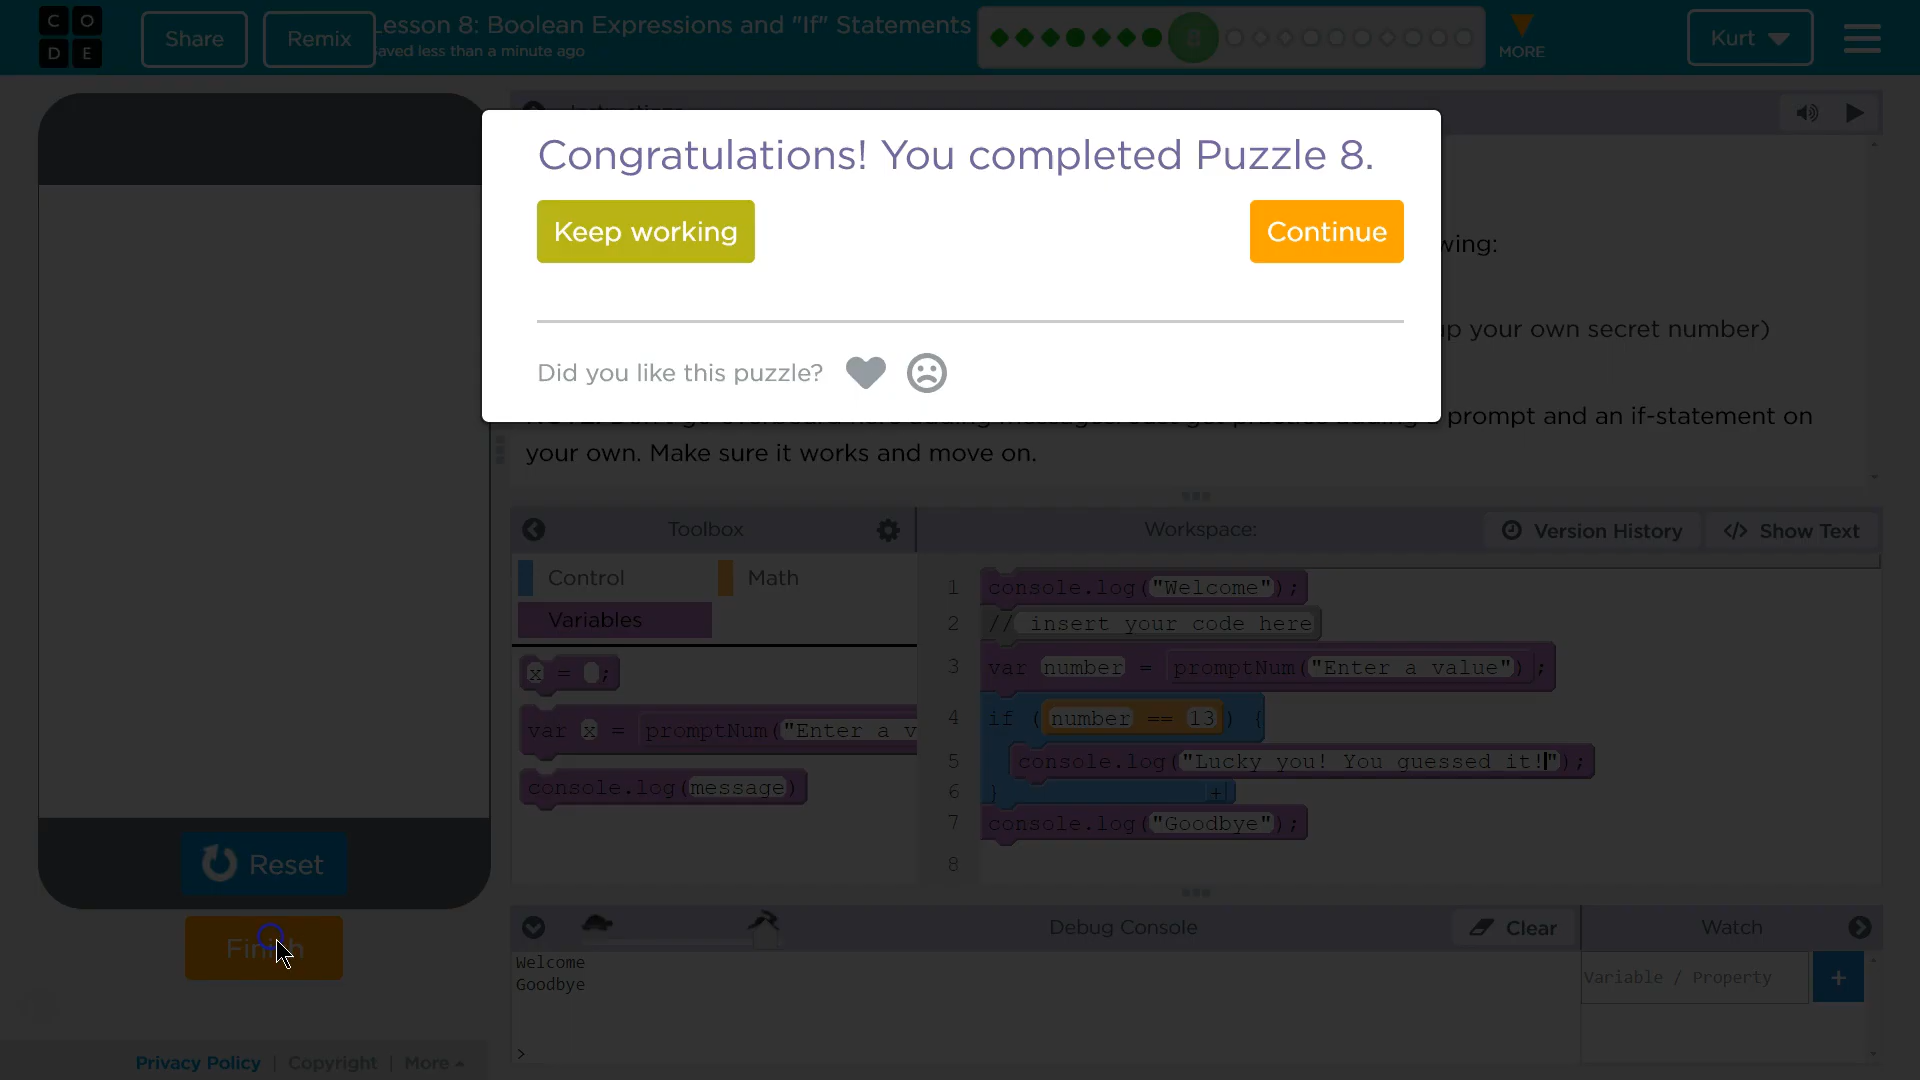 C O
D E
Share
Remix
Lesson 8: Boolean Expressions and "If" Statements
saved less than a minute ago
MORE
Kurt
Congratulations! You completed Puzzle 8.
Keep working
Continue
Did you like this puzzle?
wing:
up your own secret number)
prompt and an if-statement on
your own. Make sure it works and move on.
Toolbox
Workspace:
Version History
</> Show Text
Control
Math
Variables
x = ;
var x = promptNum("Enter a v
console.log(message)
1 console.log("Welcome");
2 // insert your code here
3 var number = promptNum("Enter a value");
4 if (number == 13) {
5 console.log("Lucky you! You guessed it!");
6 } +
7 console.log("Goodbye");
8
Reset
Finish
Debug Console
Clear
Watch
Welcome
Goodbye
>
Variable / Property
+
Privacy Policy | Copyright | More